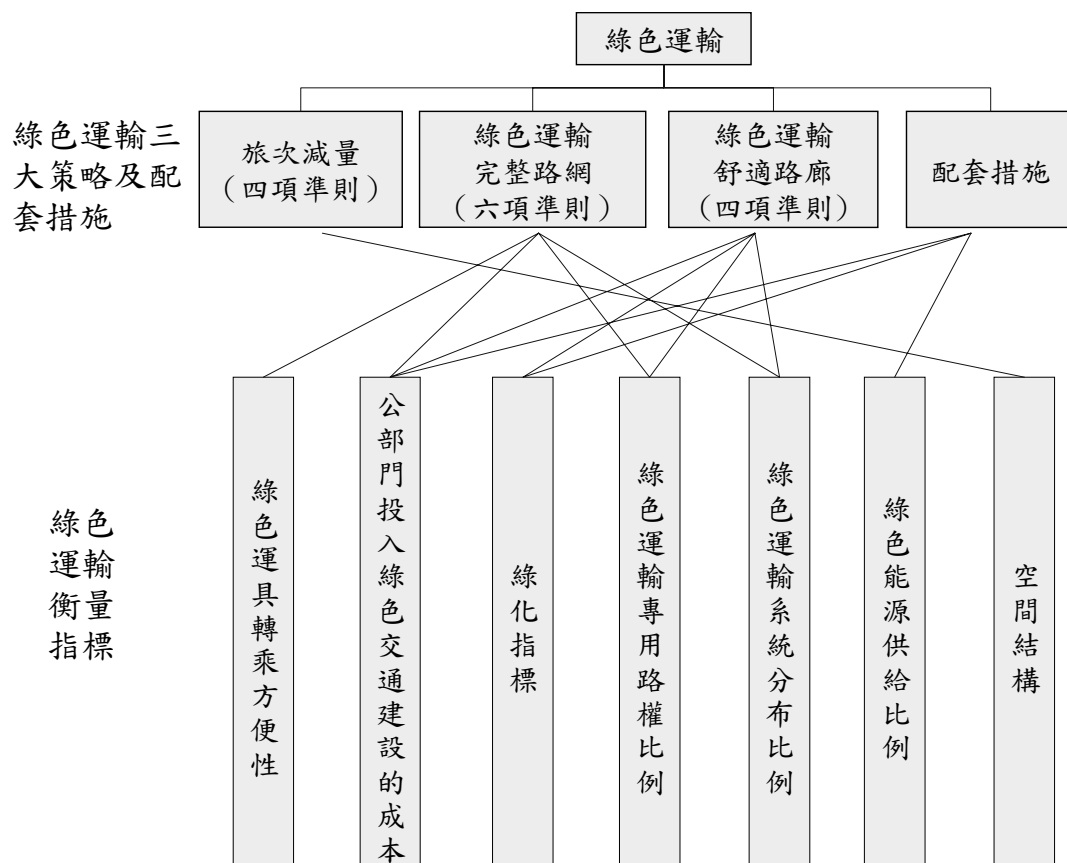 綠色運輸
綠色運輸三
大策略及配
套措施
旅次減量
（四項準則）
綠色運輸
完整路網
（六項準則）
綠色運輸
舒適路廊
（四項準則）
配套措施
綠色
運輸
衡量
指標
綠色運具轉乘方便性
公部門投入綠色交通建設的成本
綠化指標
綠色運輸專用路權比例
綠色運輸系統分布比例
綠色能源供給比例
空間結構